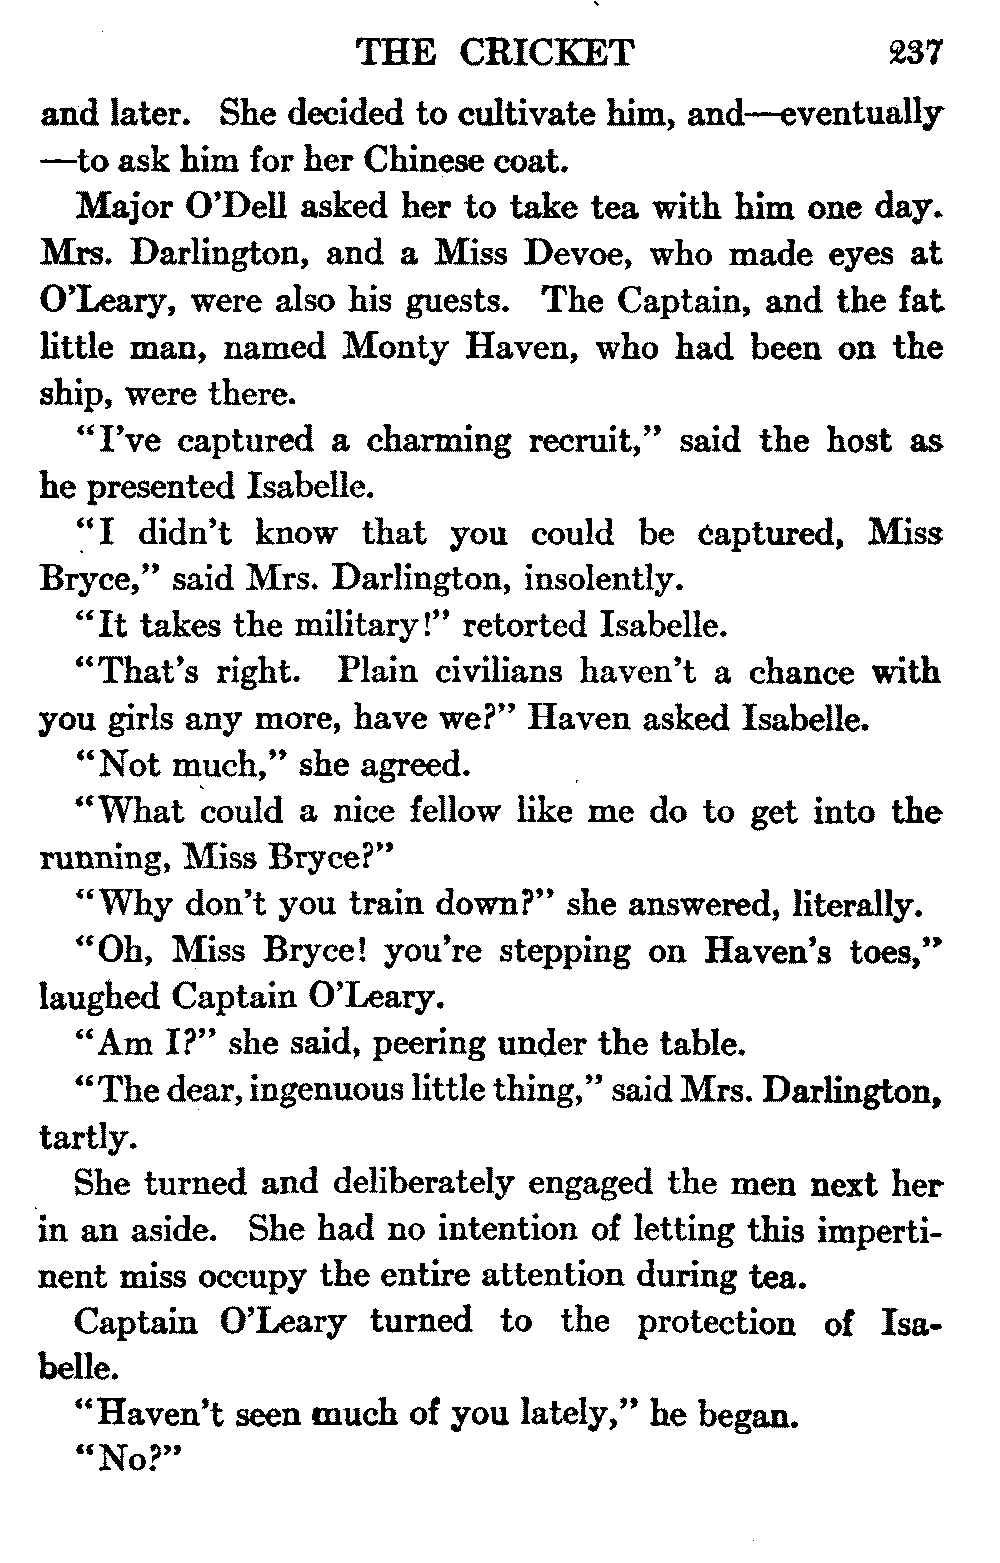 THE CRICKET 237
and later. She decided to cultivate him, and—eventually
—to ask him for her Chinese coat.
Major O'Dell asked her to take tea with him one day.
Mrs. Darlington, and a Miss Devoe, who made eyes at
O'Leary, were also his guests. The Captain, and the fat
little man, named Monty Haven, who had been on the
ship, were there.
"I've captured a charming recruit," said the host as
he presented Isabelle.
"I didn't know that you could be captured, Miss
Bryce," said Mrs. Darlington, insolently.
"It takes the military!" retorted Isabelle.
"That's right. Plain civilians haven't a chance with
you girls any more, have we?" Haven asked Isabelle.
"Not much," she agreed.
"What could a nice fellow like me do to get into the
running, Miss Bryce?"
"Why don't you train down?" she answered, literally.
"Oh, Miss Bryce! you're stepping on Haven's toes,"
laughed Captain O'Leary.
"Am I?" she said, peering under the table.
"The dear, ingenuous little thing," said Mrs. Darlington,
tartly.
She turned and deliberately engaged the men next her
in an aside. She had no intention of letting this imperti-
nent miss occupy the entire attention during tea.
Captain O'Leary turned to the protection of Isa-
belle.
"Haven't seen much of you lately," he began.
"No?"